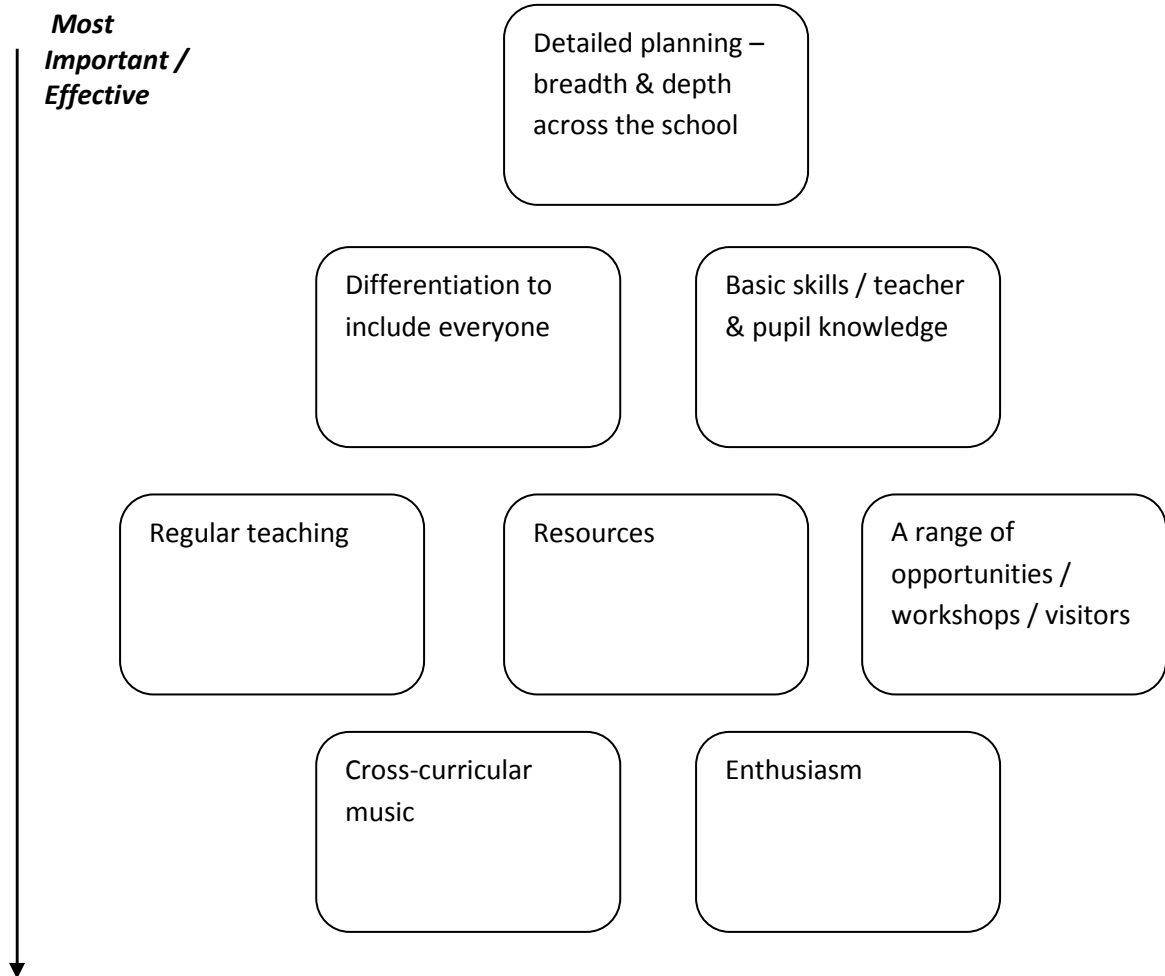 Most
Important /
Effective
Detailed planning –
breadth & depth
across the school
Differentiation to
include everyone
Basic skills / teacher
& pupil knowledge
Regular teaching
Resources
A range of
opportunities /
workshops / visitors
Cross-curricular
music
Enthusiasm